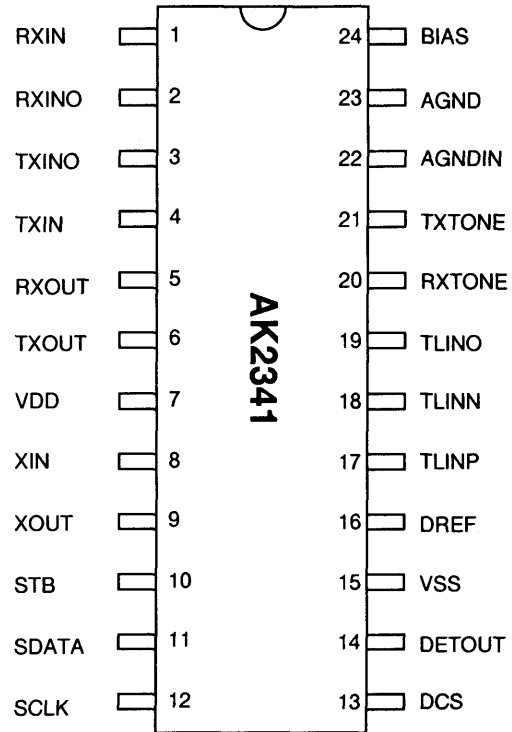 RXIN 1 24 BIAS
RXINO 2 23 AGND
TXINO 3 22 AGNDIN
TXIN 4 21 TXTONE
RXOUT 5 20 RXTONE
TXOUT 6 19 TLINO
VDD 7 18 TLINN
XIN 8 17 TLINP
XOUT 9 16 DREF
STB 10 15 VSS
SDATA 11 14 DETOUT
SCLK 12 13 DCS
AK2341